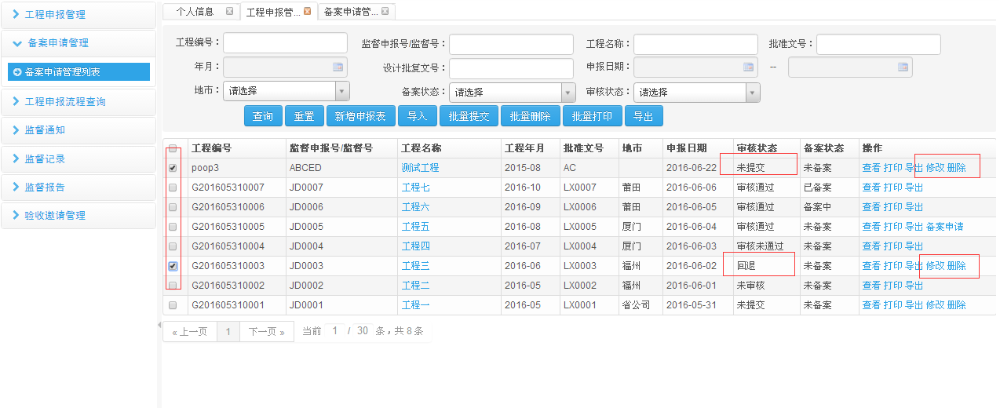 工程申报管理
备案申请管理
备案申请管理列表
工程申报流程查询
监督通知
监督记录
监督报告
验收邀请管理
个人信息 工程申报管... 备案申请管...
工程编号： 监督申报号/监督号： 工程名称： 批准文号：
年月： 设计批复文号： 申报日期： --
地市： 请选择 备案状态： 请选择 审核状态： 请选择
查询 重置 新增申报表 导入 批量提交 批量删除 批量打印 导出
工程编号 监督申报号/监督号 工程名称 工程年月 批准文号 地市 申报日期 审核状态 备案状态 操作
poop3 ABCED 测试工程 2015-08 AC 2016-06-22 未提交 未备案 查看 打印 导出 修改 删除
G201605310007 JD0007 工程七 2016-10 LX0007 莆田 2016-06-06 审核通过 已备案 查看 打印 导出
G201605310006 JD0006 工程六 2016-09 LX0006 莆田 2016-06-05 审核通过 备案中 查看 打印 导出
G201605310005 JD0005 工程五 2016-08 LX0005 厦门 2016-06-04 审核通过 未备案 查看 打印 导出 备案申请
G201605310004 JD0004 工程四 2016-07 LX0004 厦门 2016-06-03 审核未通过 未备案 查看 打印 导出
G201605310003 JD0003 工程三 2016-06 LX0003 福州 2016-06-02 回退 未备案 查看 打印 导出 修改 删除
G201605310002 JD0002 工程二 2016-05 LX0002 福州 2016-06-01 未审核 未备案 查看 打印 导出
G201605310001 JD0001 工程一 2016-05 LX0001 省公司 2016-05-31 未提交 未备案 查看 打印 导出 修改 删除
« 上一页 1 下一页 » 当前 1 / 30 条，共 8 条